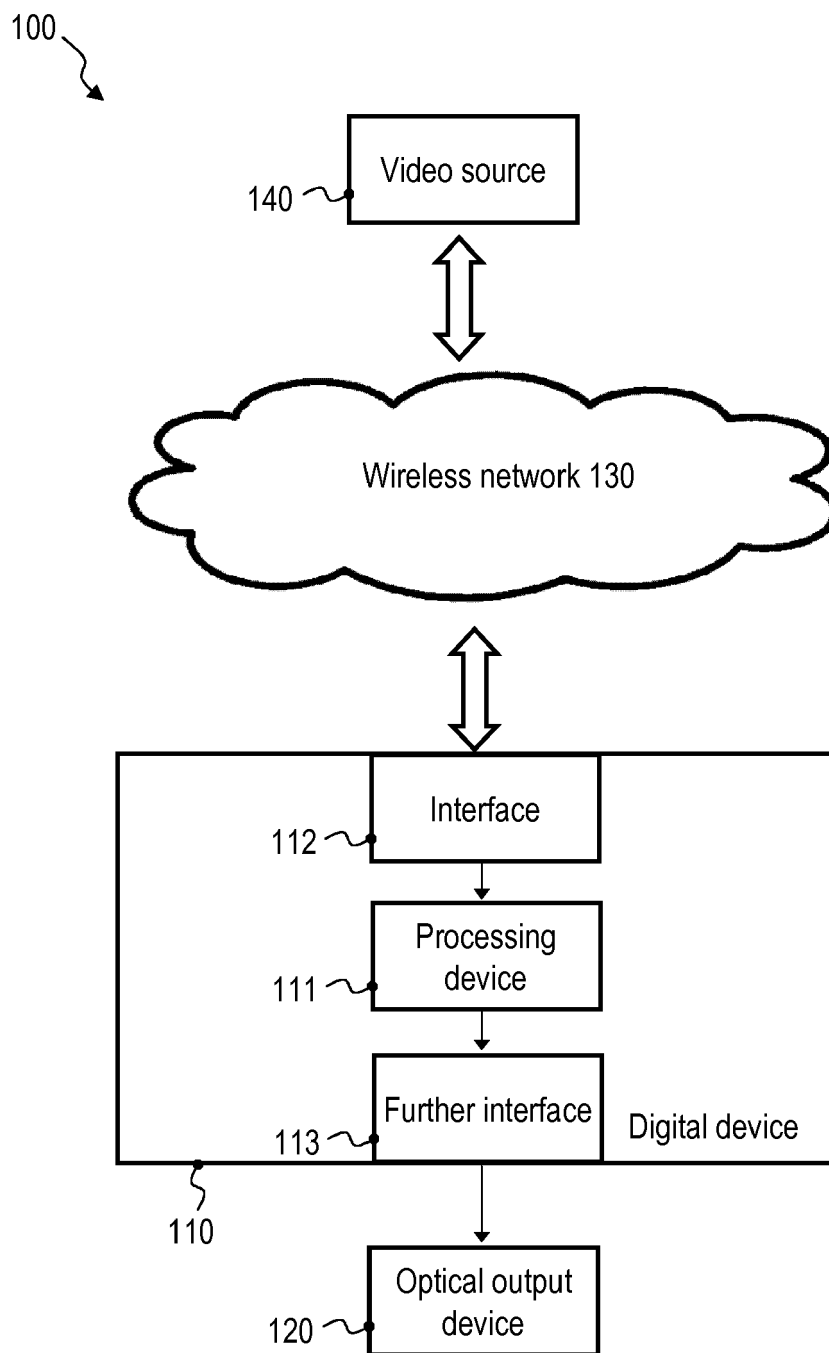 100
Video source
140
Wireless network 130
Interface
112
Processing
device
111
Further interface
113
Digital device
110
Optical output
device
120